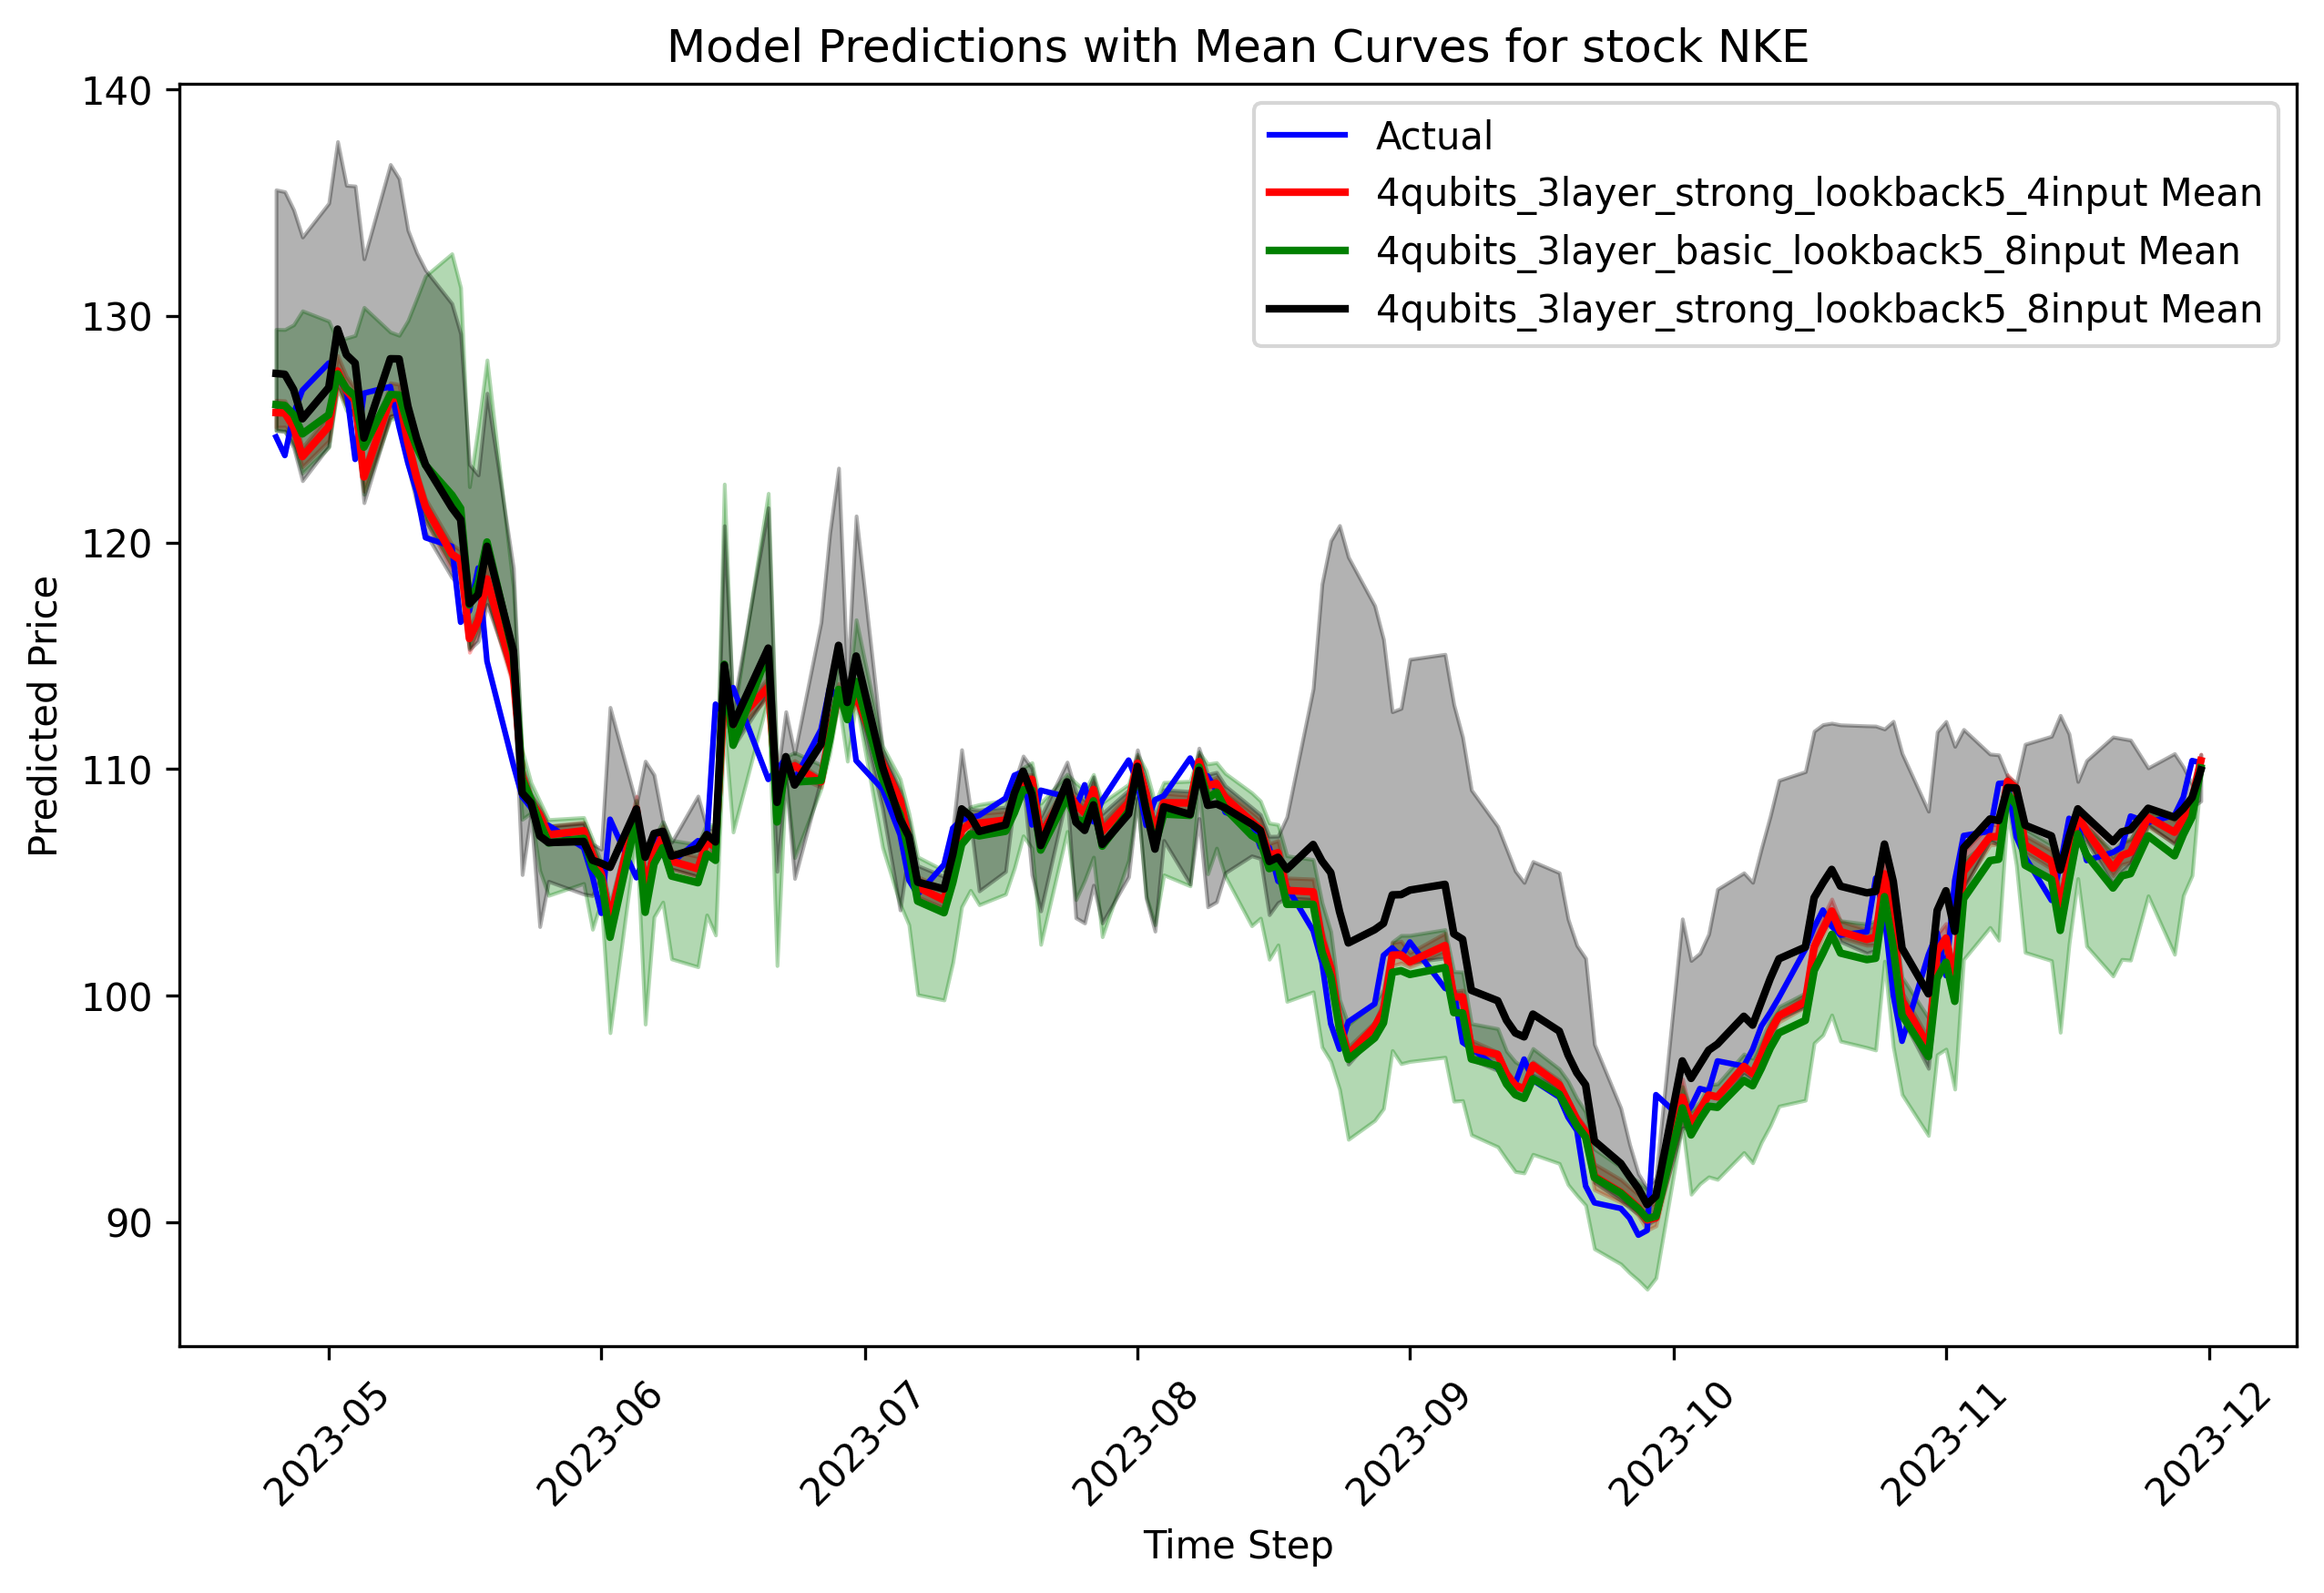 Model Predictions with Mean Curves for stock NKE
140
130
120
110
100
90
Predicted Price
Actual
4qubits_3layer_strong_lookback5_4input Mean
4qubits_3layer_basic_lookback5_8input Mean
4qubits_3layer_strong_lookback5_8input Mean
2023-05
2023-06
2023-07
2023-08
2023-09
2023-10
2023-11
2023-12
Time Step